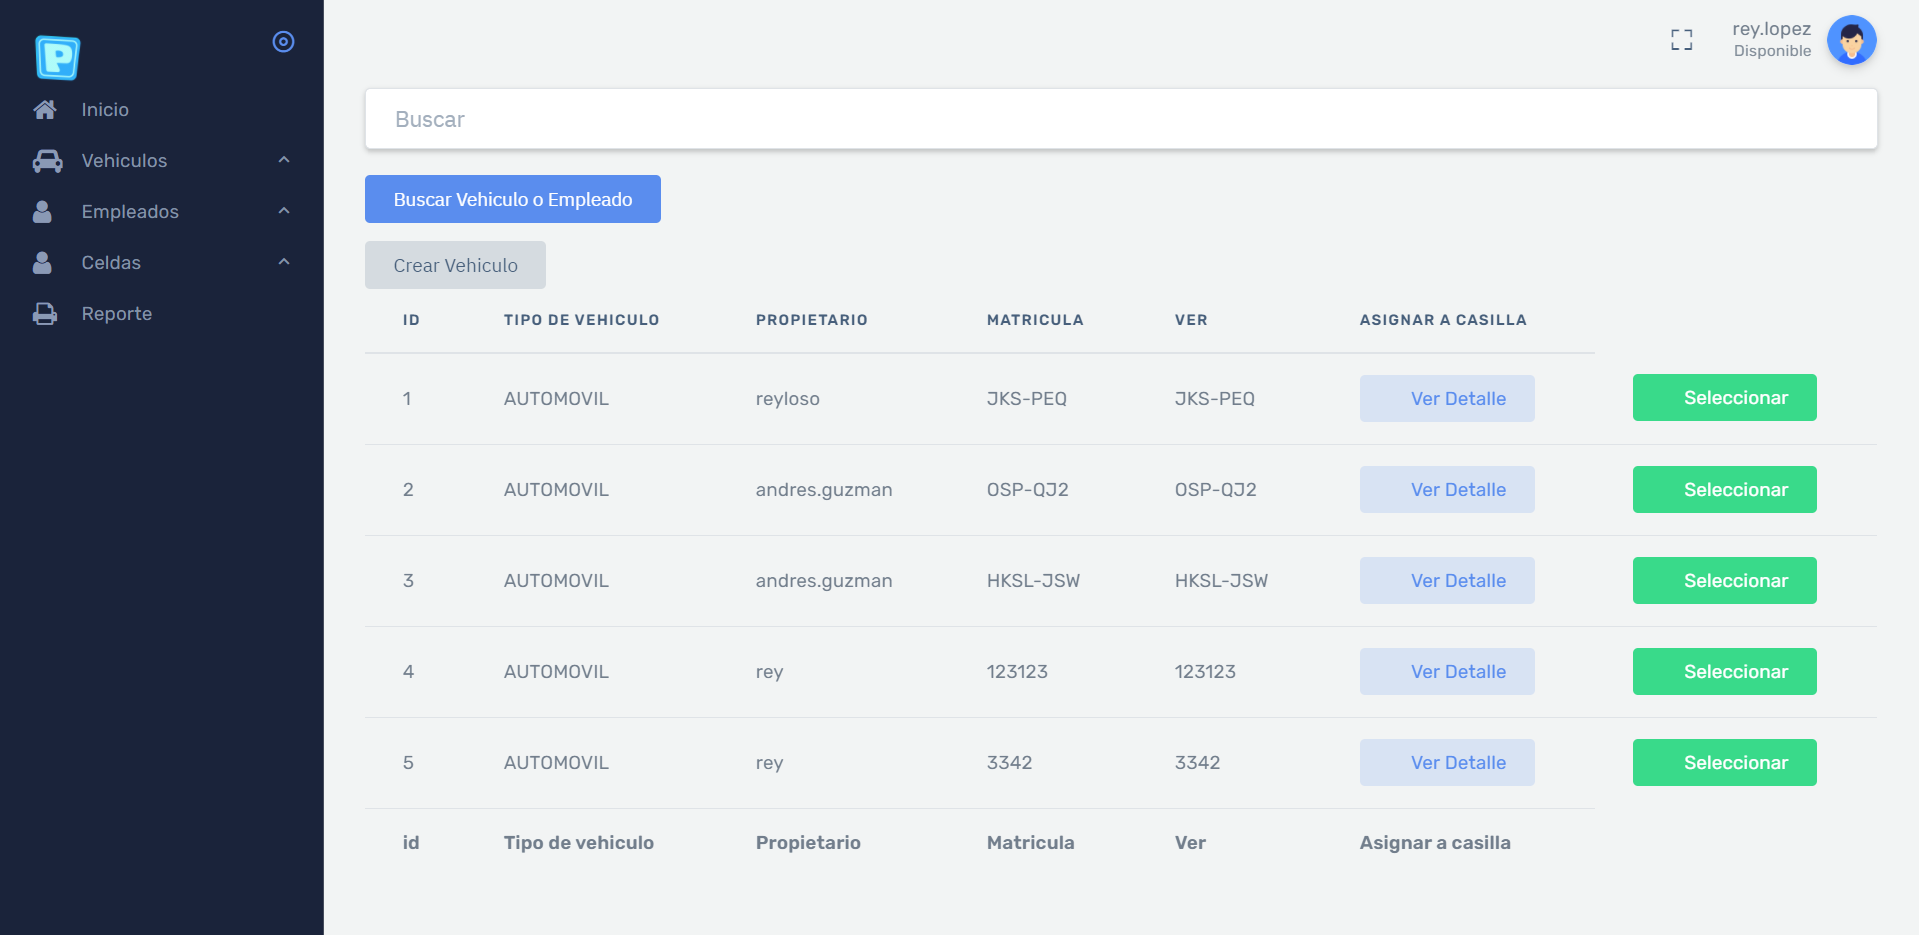 P
rey.lopez
Disponible
Inicio
Vehiculos
Empleados
Celdas
Reporte
Buscar
Buscar Vehiculo o Empleado
Crear Vehiculo
ID TIPO DE VEHICULO PROPIETARIO MATRICULA VER ASIGNAR A CASILLA
1 AUTOMOVIL reyloso JKS-PEQ JKS-PEQ Ver Detalle Seleccionar
2 AUTOMOVIL andres.guzman OSP-QJ2 OSP-QJ2 Ver Detalle Seleccionar
3 AUTOMOVIL andres.guzman HKSL-JSW HKSL-JSW Ver Detalle Seleccionar
4 AUTOMOVIL rey 123123 123123 Ver Detalle Seleccionar
5 AUTOMOVIL rey 3342 3342 Ver Detalle Seleccionar
id Tipo de vehiculo Propietario Matricula Ver Asignar a casilla